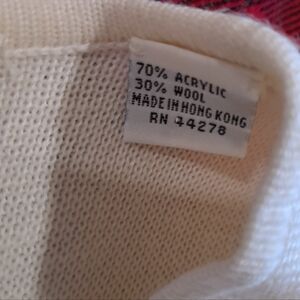 70% ACRYLIC
30% WOOL
MADE IN HONG KONG
RN 44278